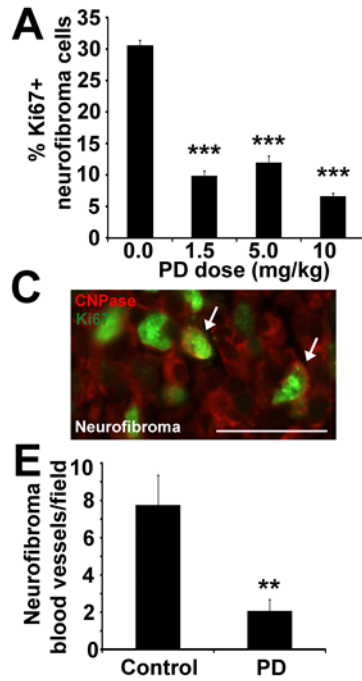 A
% Ki67+
neurofibroma cells
35
30
25
20
15
10
5
0
***
***
***
0.0 1.5 5.0 10
PD dose (mg/kg)
C
CNPase
Ki67
Neurofibroma
E
Neurofibroma
blood vessels/field
10
8
6
4
2
0
**
Control PD